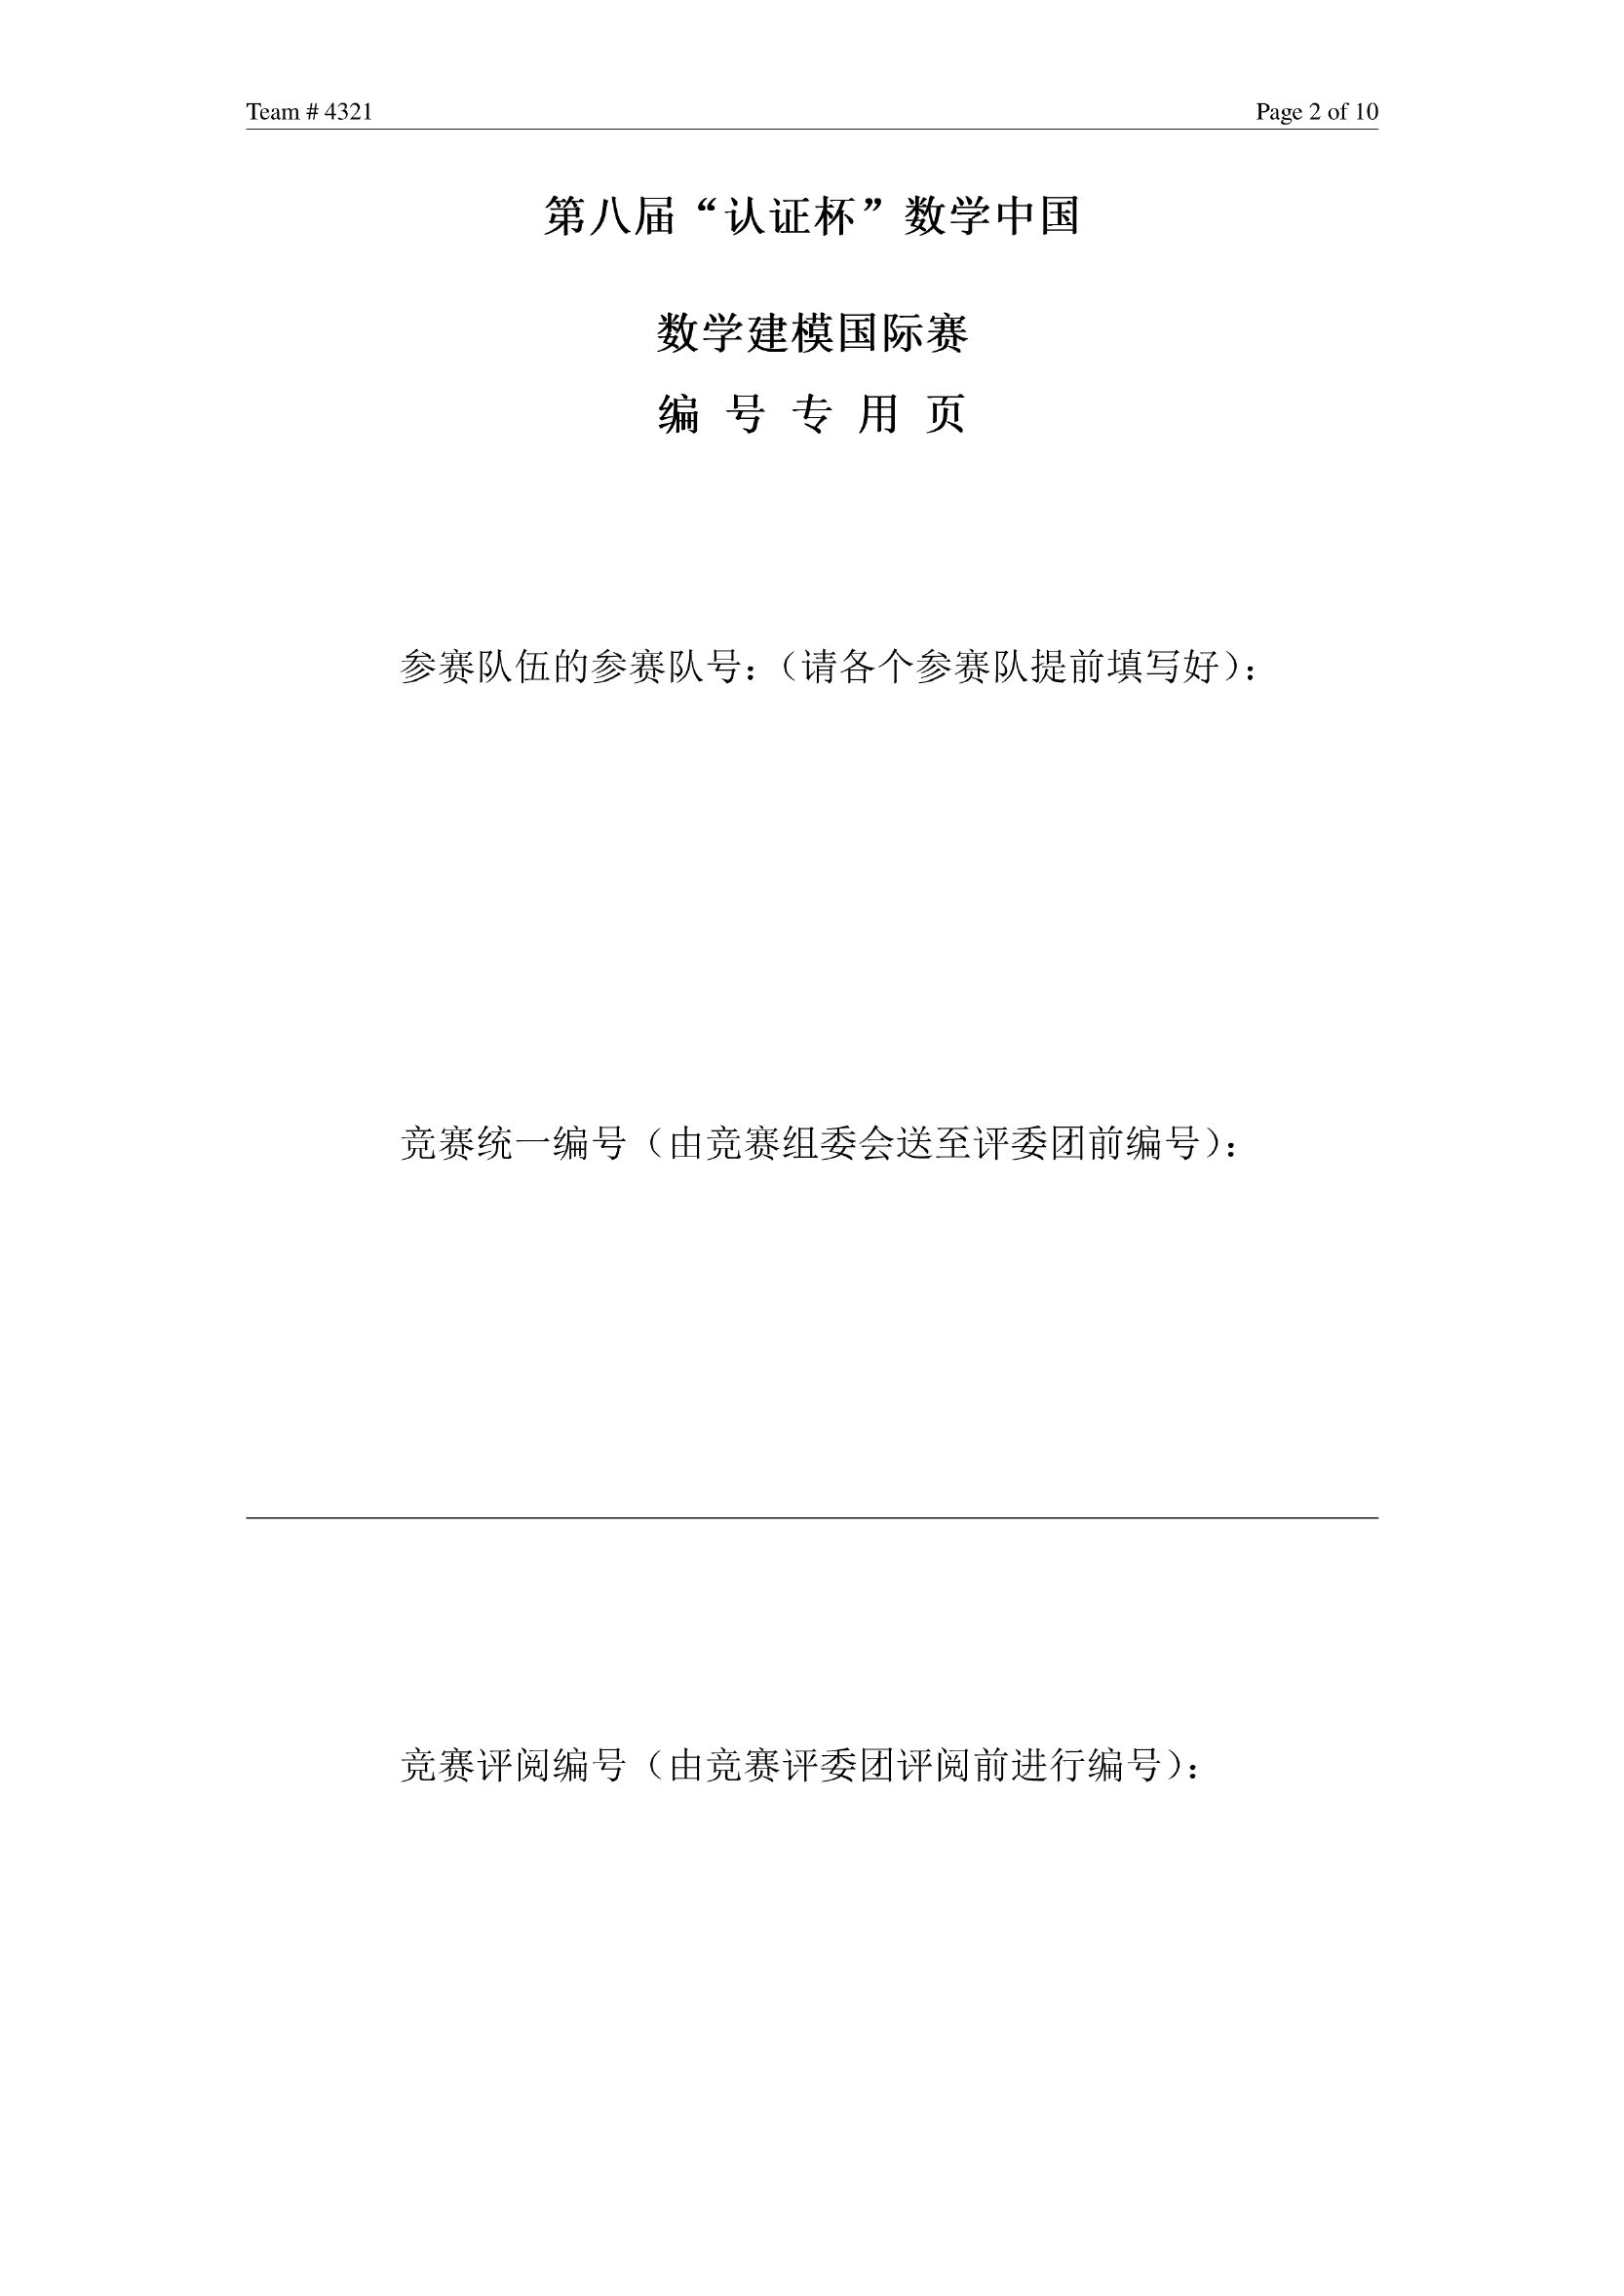 Team # 4321 Page 2 of 10
第八届“认证杯”数学中国
数学建模国际赛
编 号 专 用 页
参赛队伍的参赛队号：（请各个参赛队提前填写好）：
竞赛统一编号（由竞赛组委会送至评委团前编号）：
竞赛评阅编号（由竞赛评委团评阅前进行编号）：